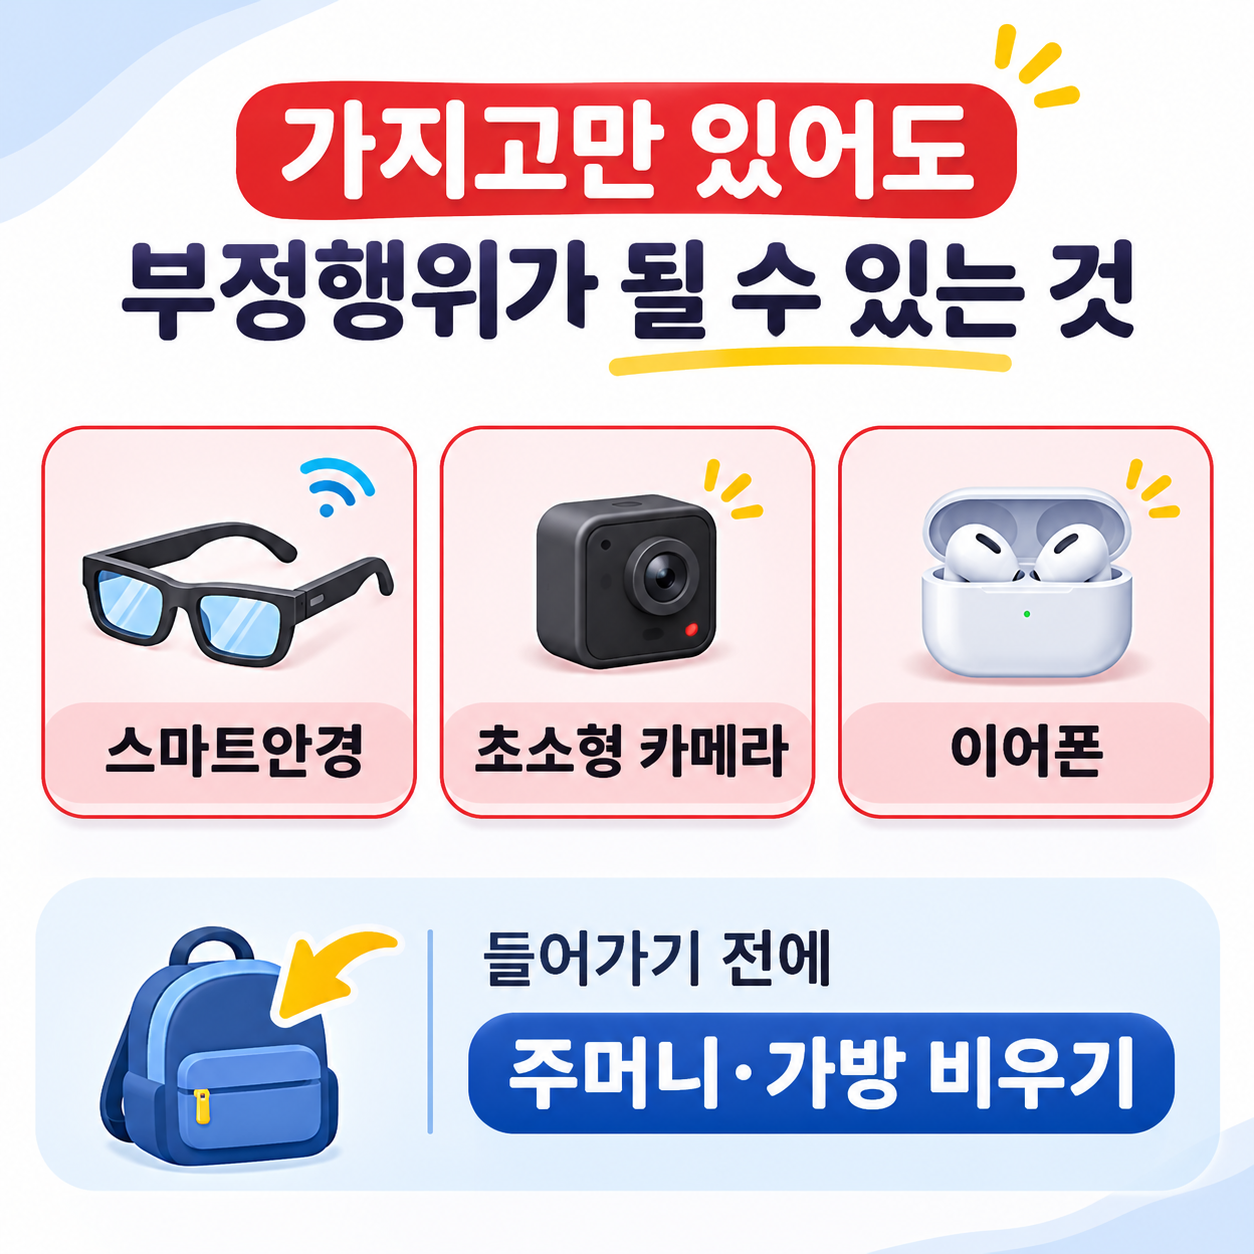 가지고만 있어도
부정행위가 될 수 있는 것
스마트안경
초소형 카메라
이어폰
들어가기 전에
주머니·가방 비우기